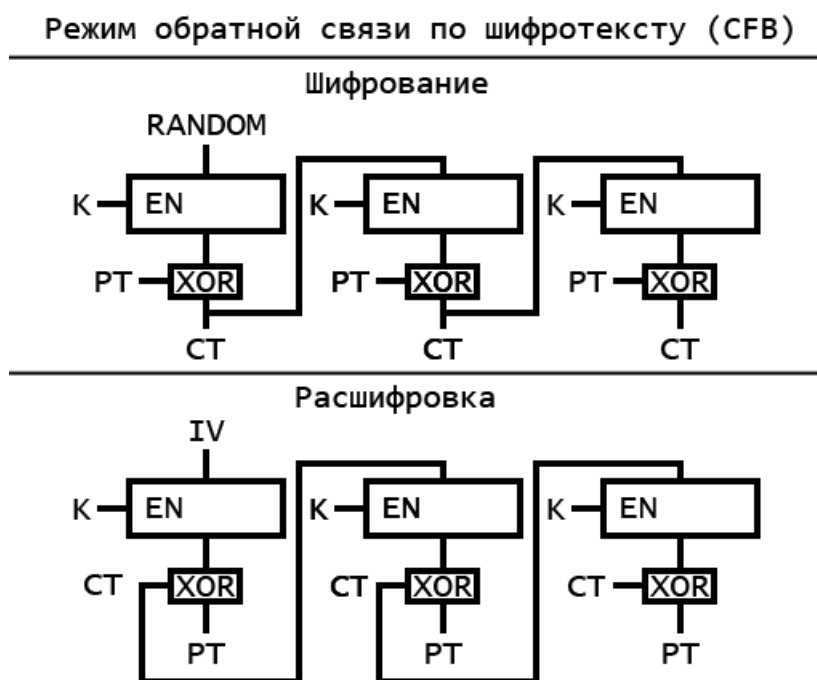 Режим обратной связи по шифротексту (CFB)
Шифрование
RANDOM
K EN K EN K EN
PT XOR PT XOR PT XOR
CT CT CT
Расшифровка
IV
K EN K EN K EN
CT XOR CT XOR CT XOR
PT PT PT